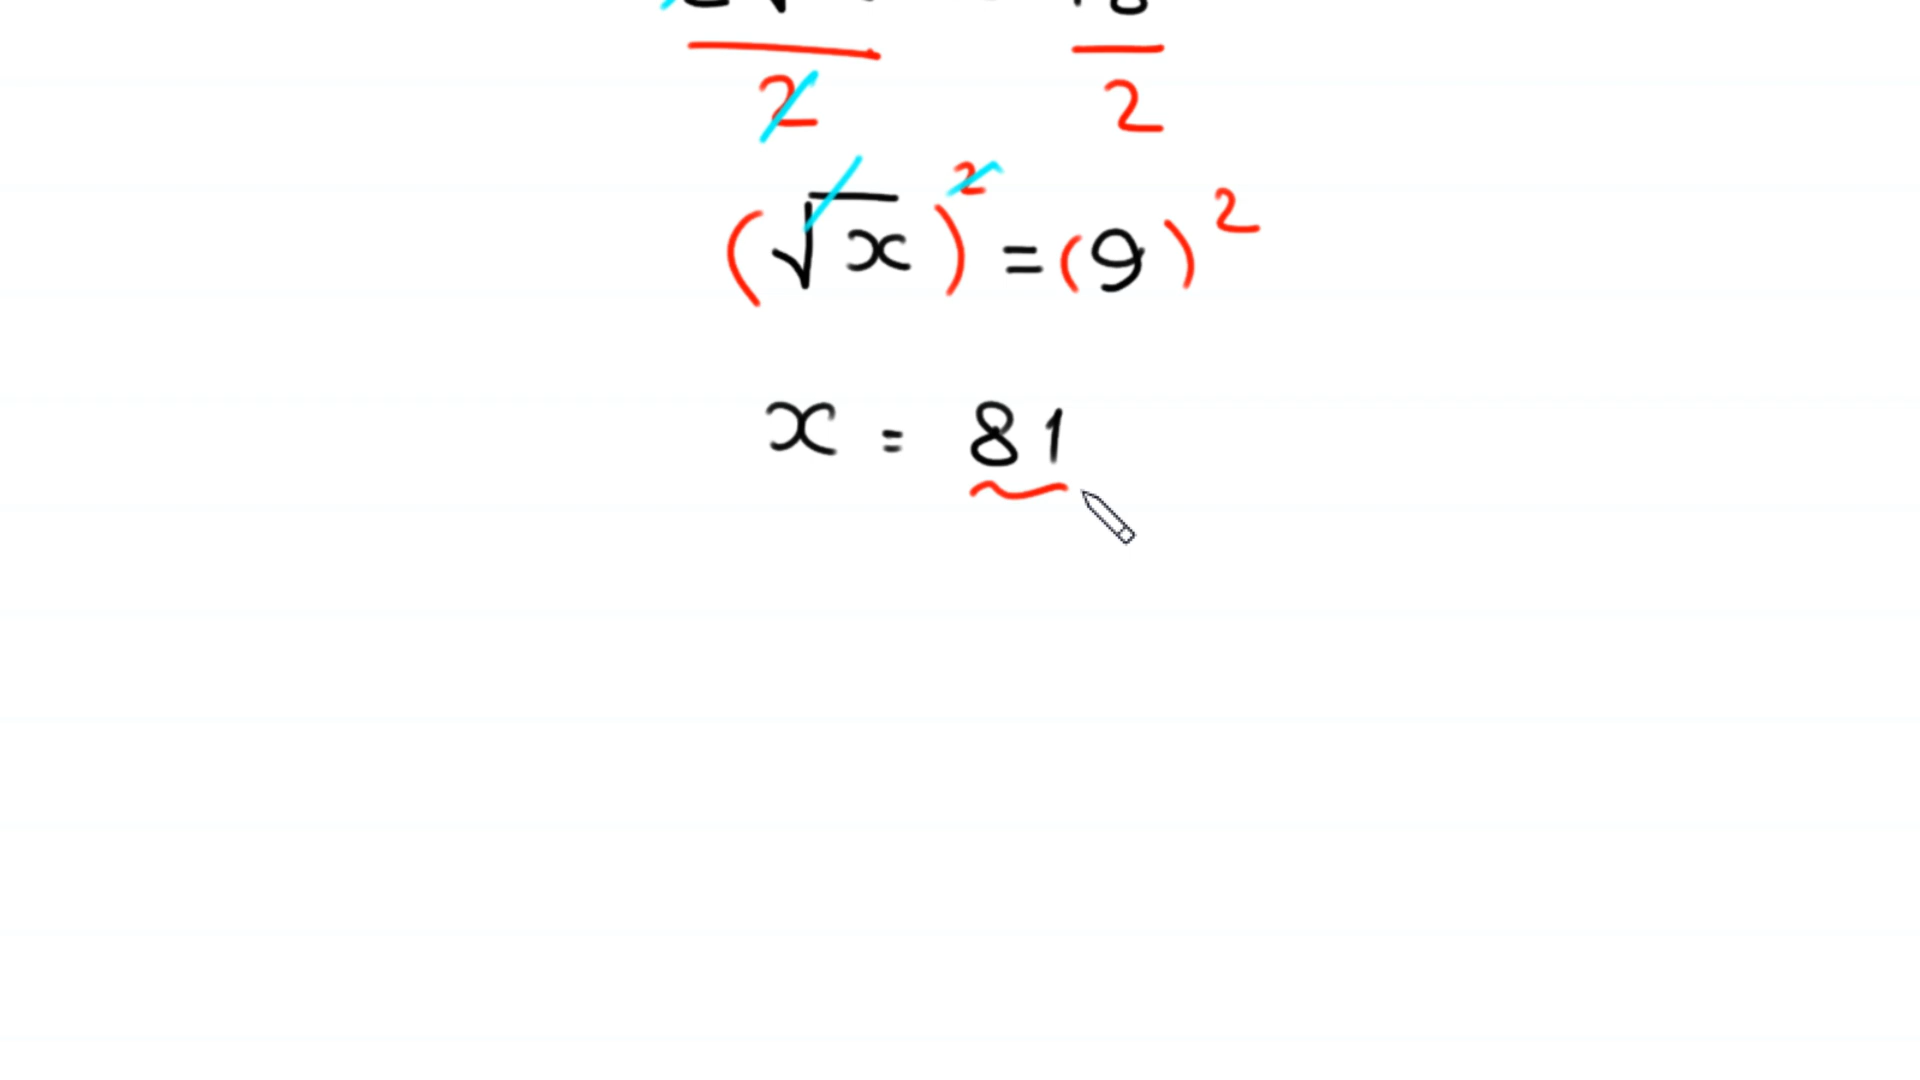 2 2
(√x)² = (9)²
x = 81